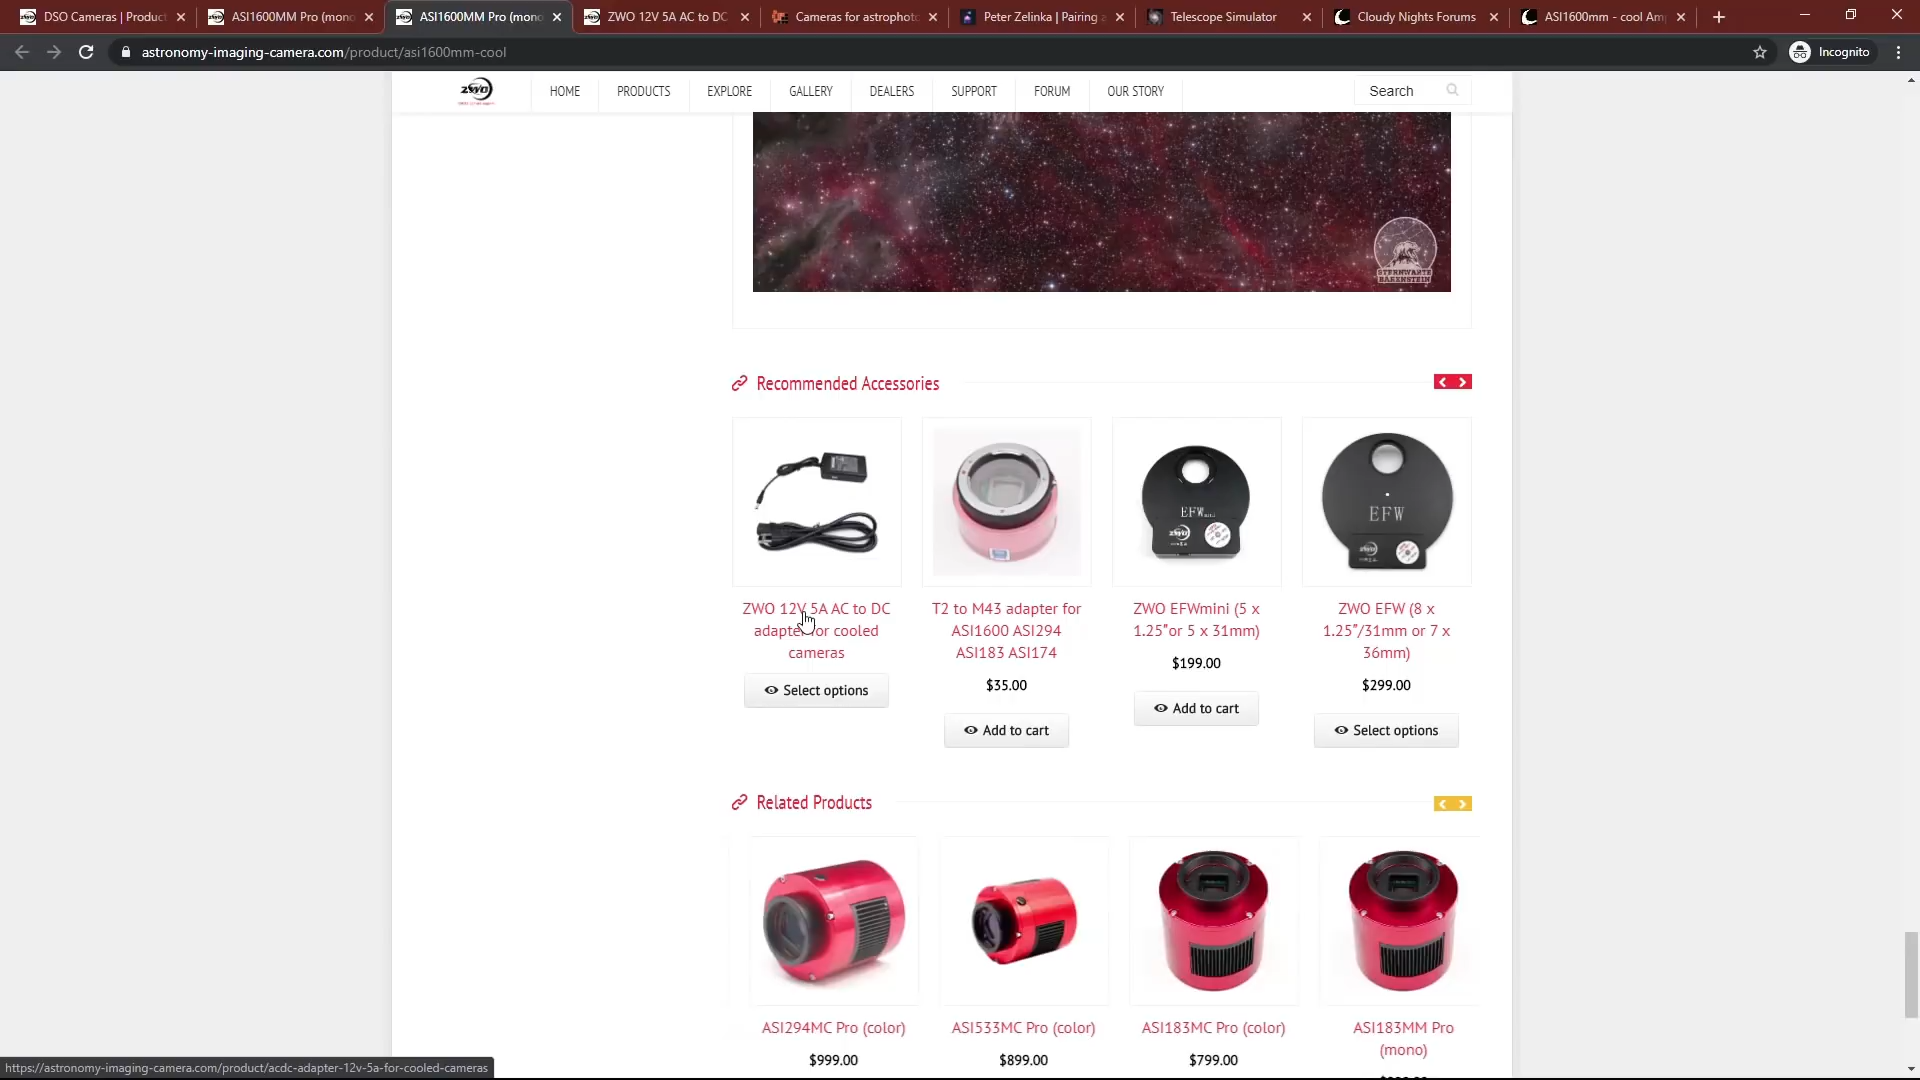 DSO Cameras | Product
ASI1600MM Pro (mono
ASI1600MM Pro (mono
ZWO 12V 5A AC to DC
Cameras for astrophoto
Peter Zelinka | Pairing a
Telescope Simulator
Cloudy Nights Forums
ASI1600mm - cool Am
astronomy-imaging-camera.com/product/asi1600mm-cool
Incognito
ZWO
HOME
PRODUCTS
EXPLORE
GALLERY
DEALERS
SUPPORT
FORUM
OUR STORY
Search
STERNWARTE
BÄRENSTEIN
Recommended Accessories
EFWmini
ZWO
EFW
ZWO
ZWO 12V 5A AC to DC
adapter for cooled
cameras
Select options
T2 to M43 adapter for
ASI1600 ASI294
ASI183 ASI174
$35.00
Add to cart
ZWO EFWmini (5 x
1.25″or 5 x 31mm)
$199.00
Add to cart
ZWO EFW (8 x
1.25″/31mm or 7 x
36mm)
$299.00
Select options
Related Products
ASI294MC Pro (color)
$999.00
ASI533MC Pro (color)
$899.00
ASI183MC Pro (color)
$799.00
ASI183MM Pro
(mono)
https://astronomy-imaging-camera.com/product/acdc-adapter-12v-5a-for-cooled-cameras